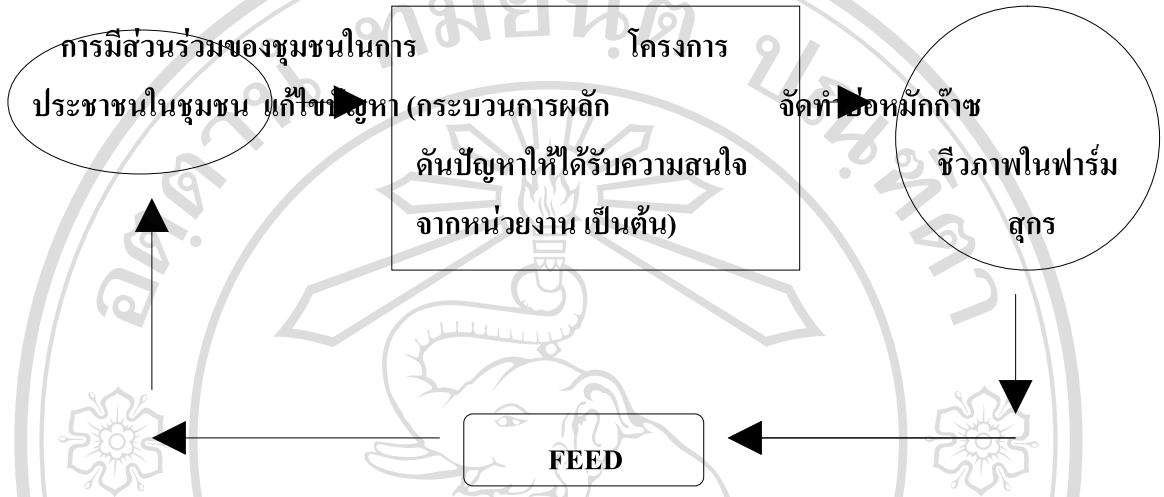 การมีส่วนร่วมของชุมชนในการ โครงการ
ประชาชนในชุมชน แก้ไขปัญหา (กระบวนการผลัก จัดทำบ่อหมักก๊าซ
ดันปัญหาให้ได้รับความสนใจ ชีวภาพในฟาร์ม
จากหน่วยงาน เป็นต้น) สุกร
FEED